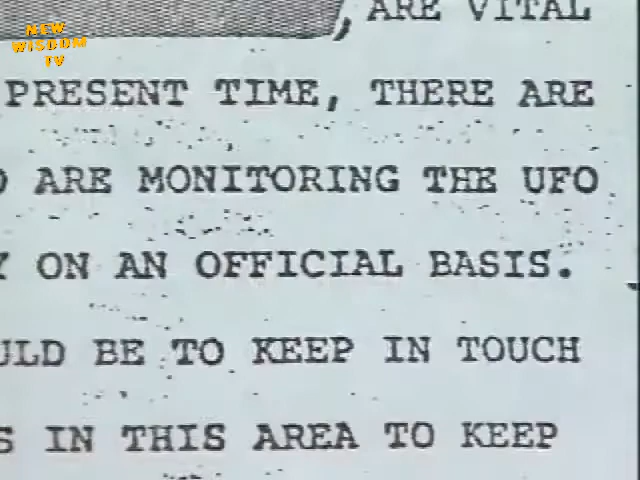 NEW
WISDOM
TV
, ARE VITAL
PRESENT TIME, THERE ARE
ARE MONITORING THE UFO
ON AN OFFICIAL BASIS.
ULD BE TO KEEP IN TOUCH
S IN THIS AREA TO KEEP